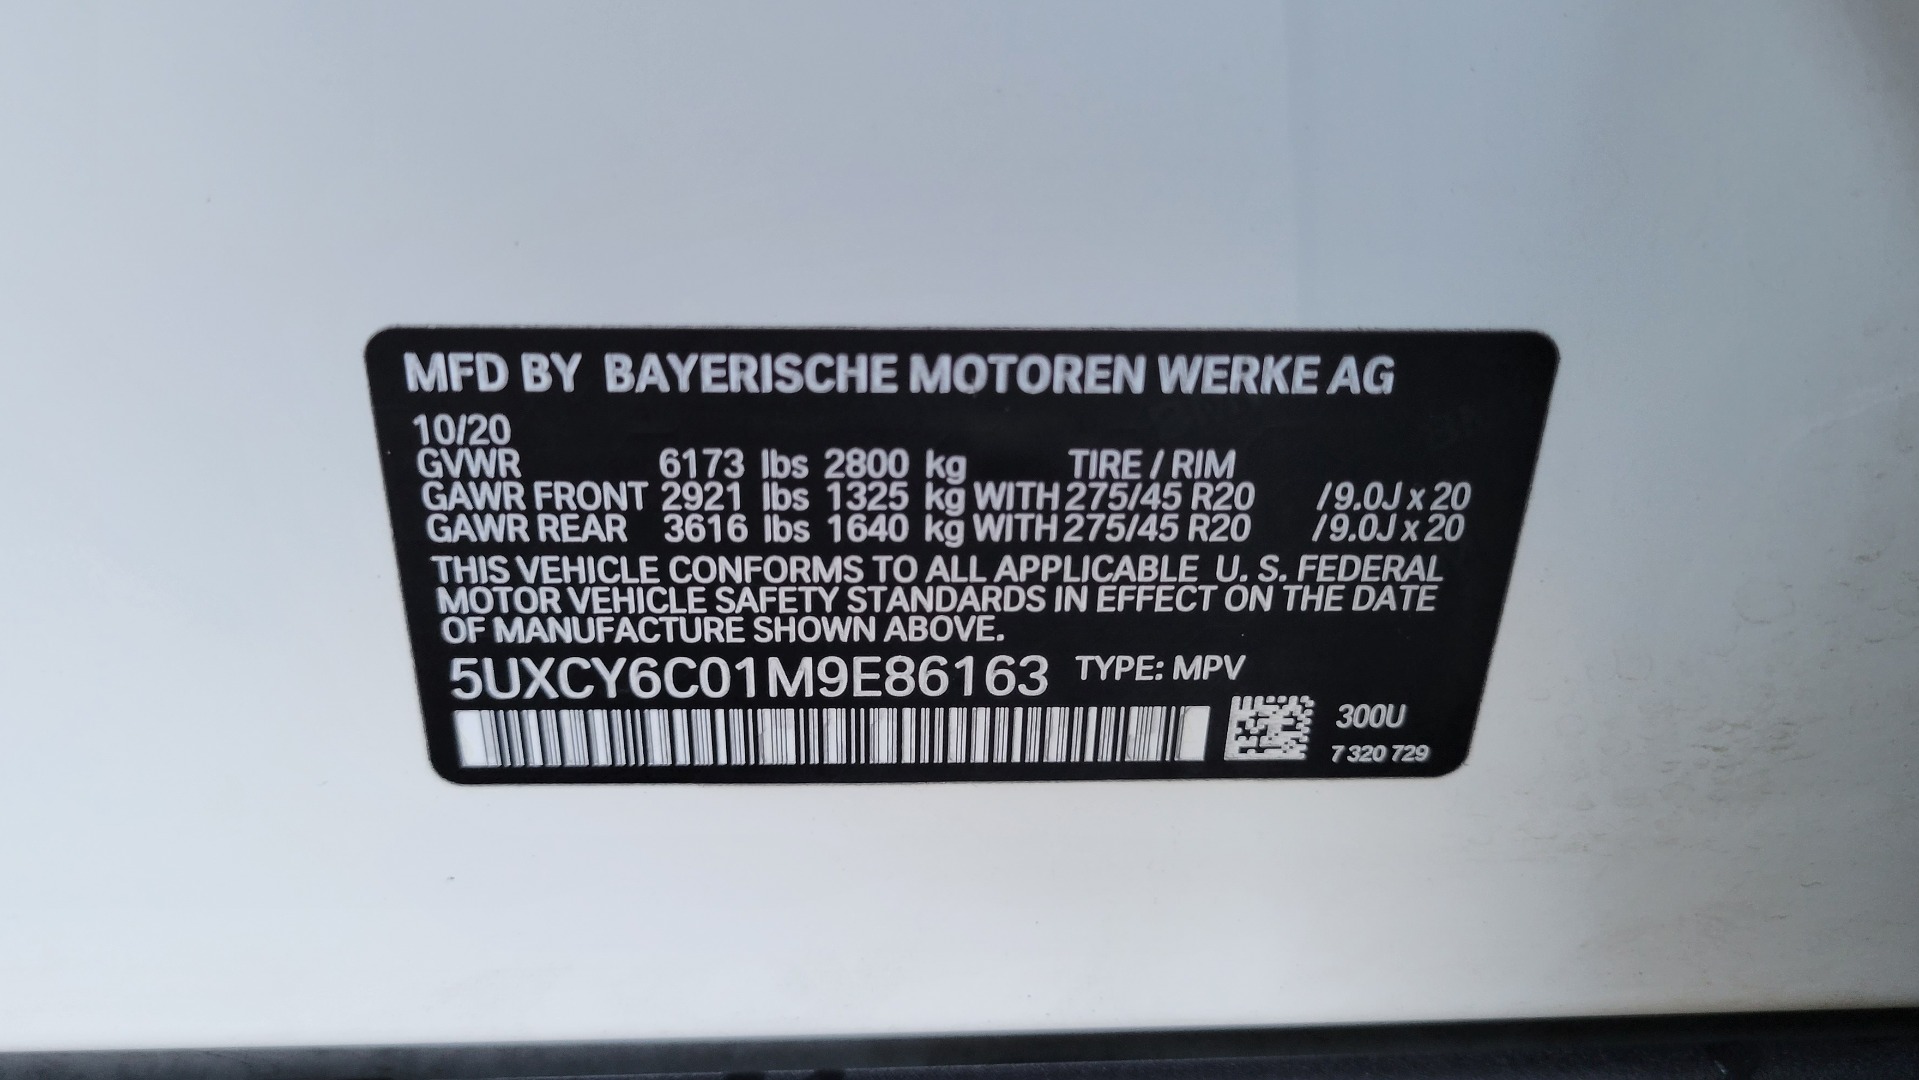 MFD BY BAYERISCHE MOTOREN WERKE AG
10/20
GVWR 6173 lbs 2800 kg TIRE / RIM
GAWR FRONT 2921 lbs 1325 kg WITH 275/45 R20 /9.0J x 20
GAWR REAR 3616 lbs 1640 kg WITH 275/45 R20 /9.0J x 20
THIS VEHICLE CONFORMS TO ALL APPLICABLE U. S. FEDERAL
MOTOR VEHICLE SAFETY STANDARDS IN EFFECT ON THE DATE
OF MANUFACTURE SHOWN ABOVE.
5UXCY6C01M9E86163 TYPE: MPV
300U
7 320 729